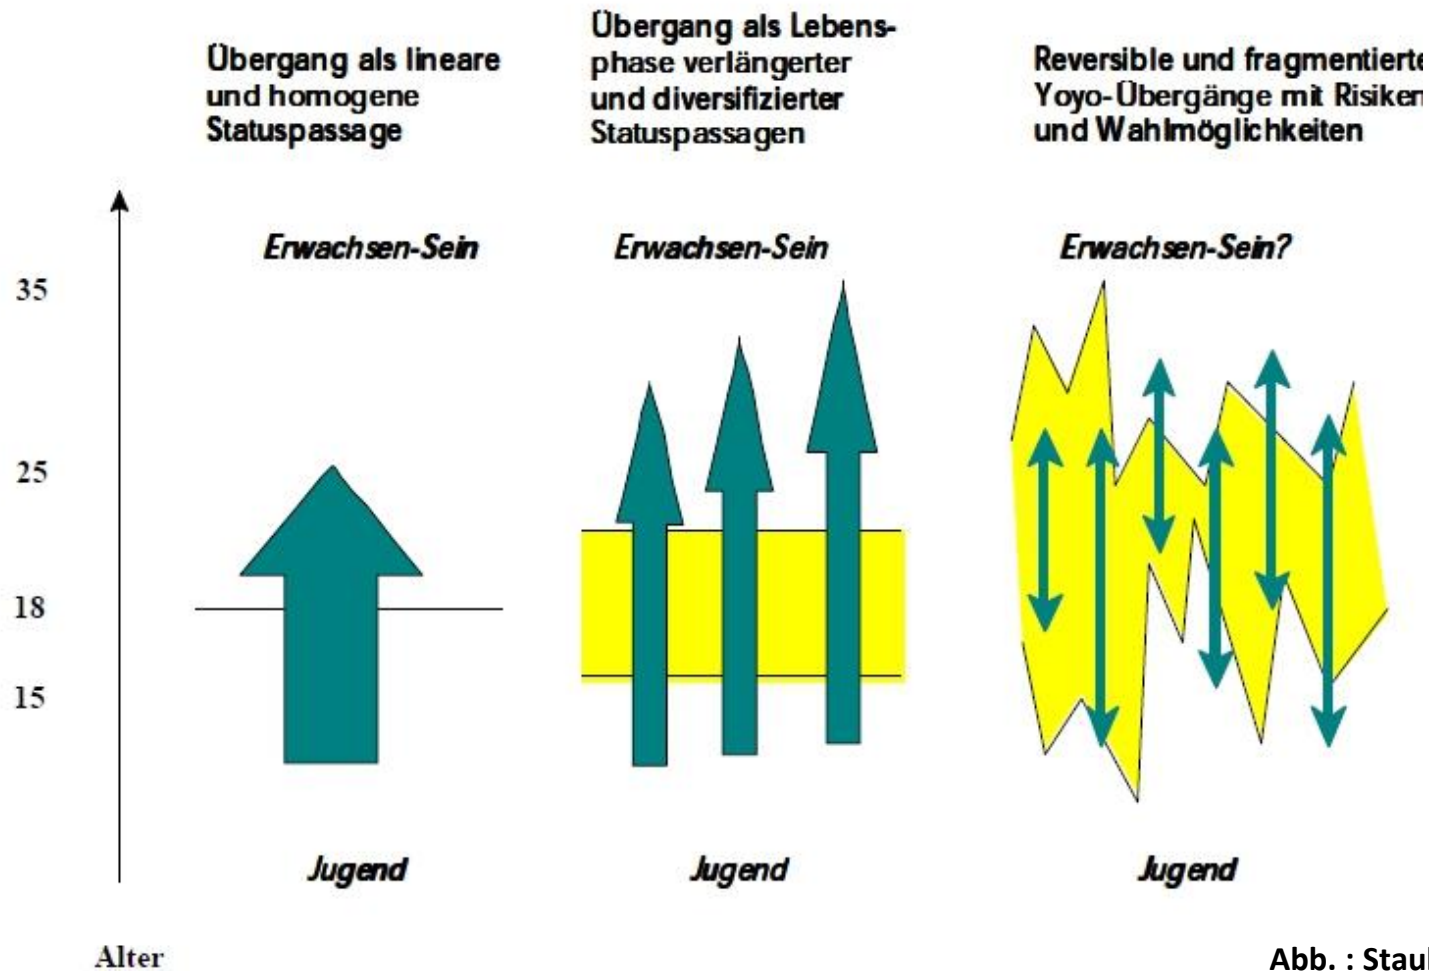 Übergang als lineare
und homogene
Statuspassage
Übergang als Lebens-
phase verlängerter
und diversifizierter
Statuspassagen
Reversible und fragmentierte
Yoyo-Übergänge mit Risiken
und Wahlmöglichkeiten
Erwachsen-Sein
Erwachsen-Sein
Erwachsen-Sein?
35
25
18
15
Jugend
Jugend
Jugend
Alter
Abb. :